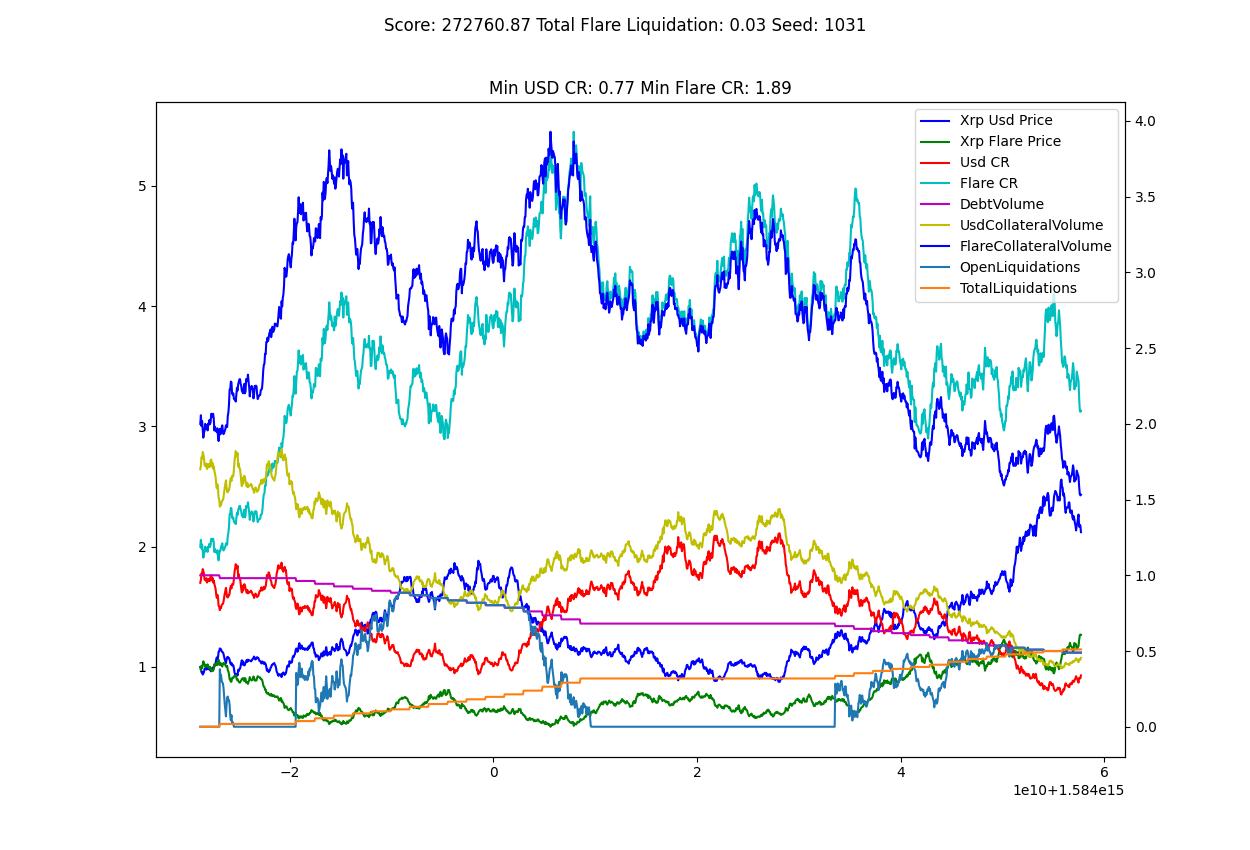 Score: 272760.87 Total Flare Liquidation: 0.03 Seed: 1031
Min USD CR: 0.77 Min Flare CR: 1.89
Xrp Usd Price
Xrp Flare Price
Usd CR
Flare CR
DebtVolume
UsdCollateralVolume
FlareCollateralVolume
OpenLiquidations
TotalLiquidations
5
4
3
2
1
4.0
3.5
3.0
2.5
2.0
1.5
1.0
0.5
0.0
−2
0
2
4
6
1e10+1.584e15